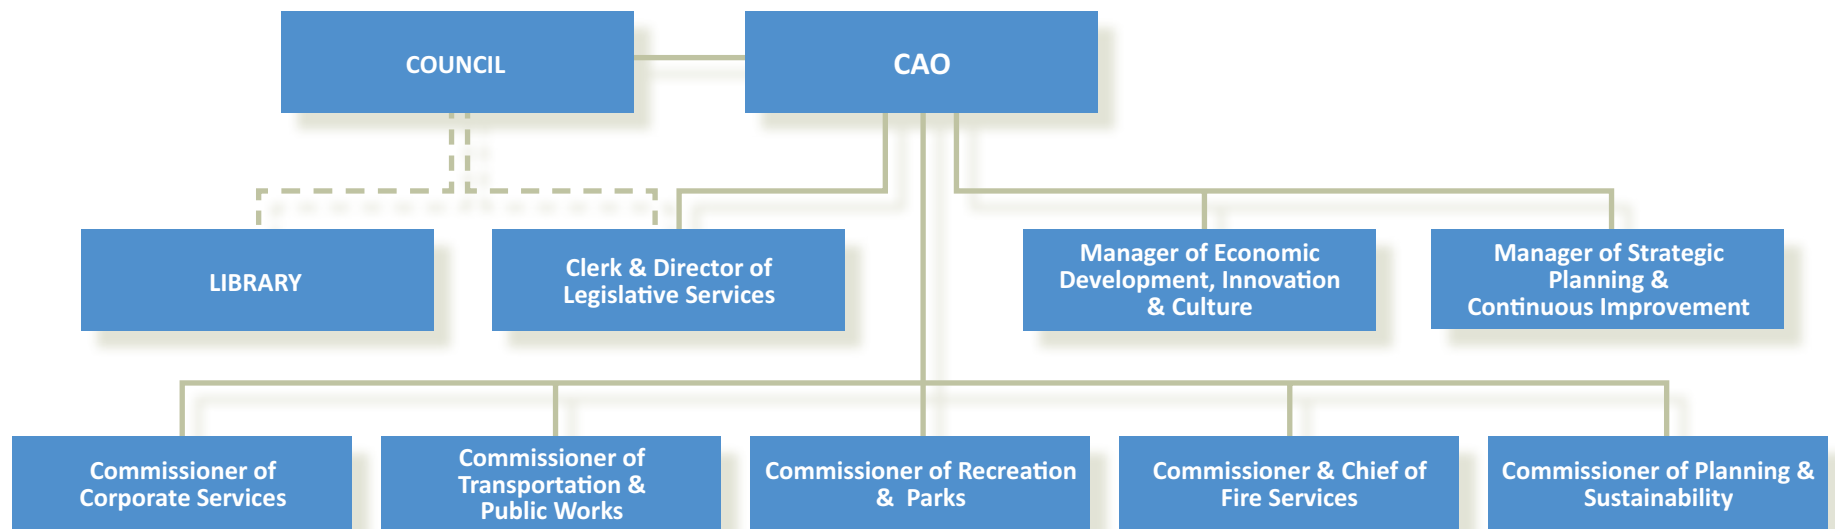 COUNCIL
CAO
LIBRARY
Clerk & Director of
Legislative Services
Manager of Economic
Development, Innovation
& Culture
Manager of Strategic
Planning &
Continuous Improvement
Commissioner of
Corporate Services
Commissioner of
Transportation &
Public Works
Commissioner of Recreation
& Parks
Commissioner & Chief of
Fire Services
Commissioner of Planning &
Sustainability